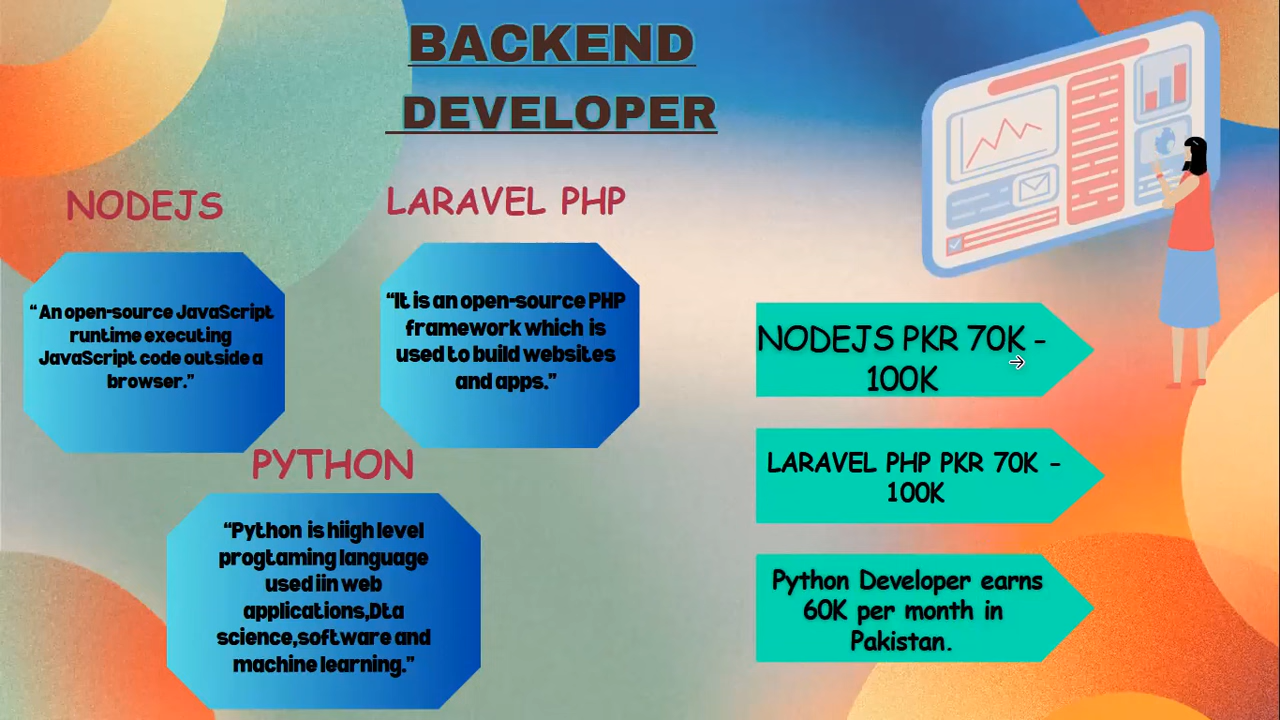 BACKEND
DEVELOPER
NODEJS
LARAVEL PHP
“ An open-source JavaScript
runtime executing
JavaScript code outside a
browser.”
“It is an open-source PHP
framework which is
used to build websites
and apps.”
PYTHON
“Python is hiigh level
progtaming language
used iin web
applications,Dta
science,software and
machine learning.”
NODEJS PKR 70K -
100K
LARAVEL PHP PKR 70K -
100K
Python Developer earns
60K per month in
Pakistan.